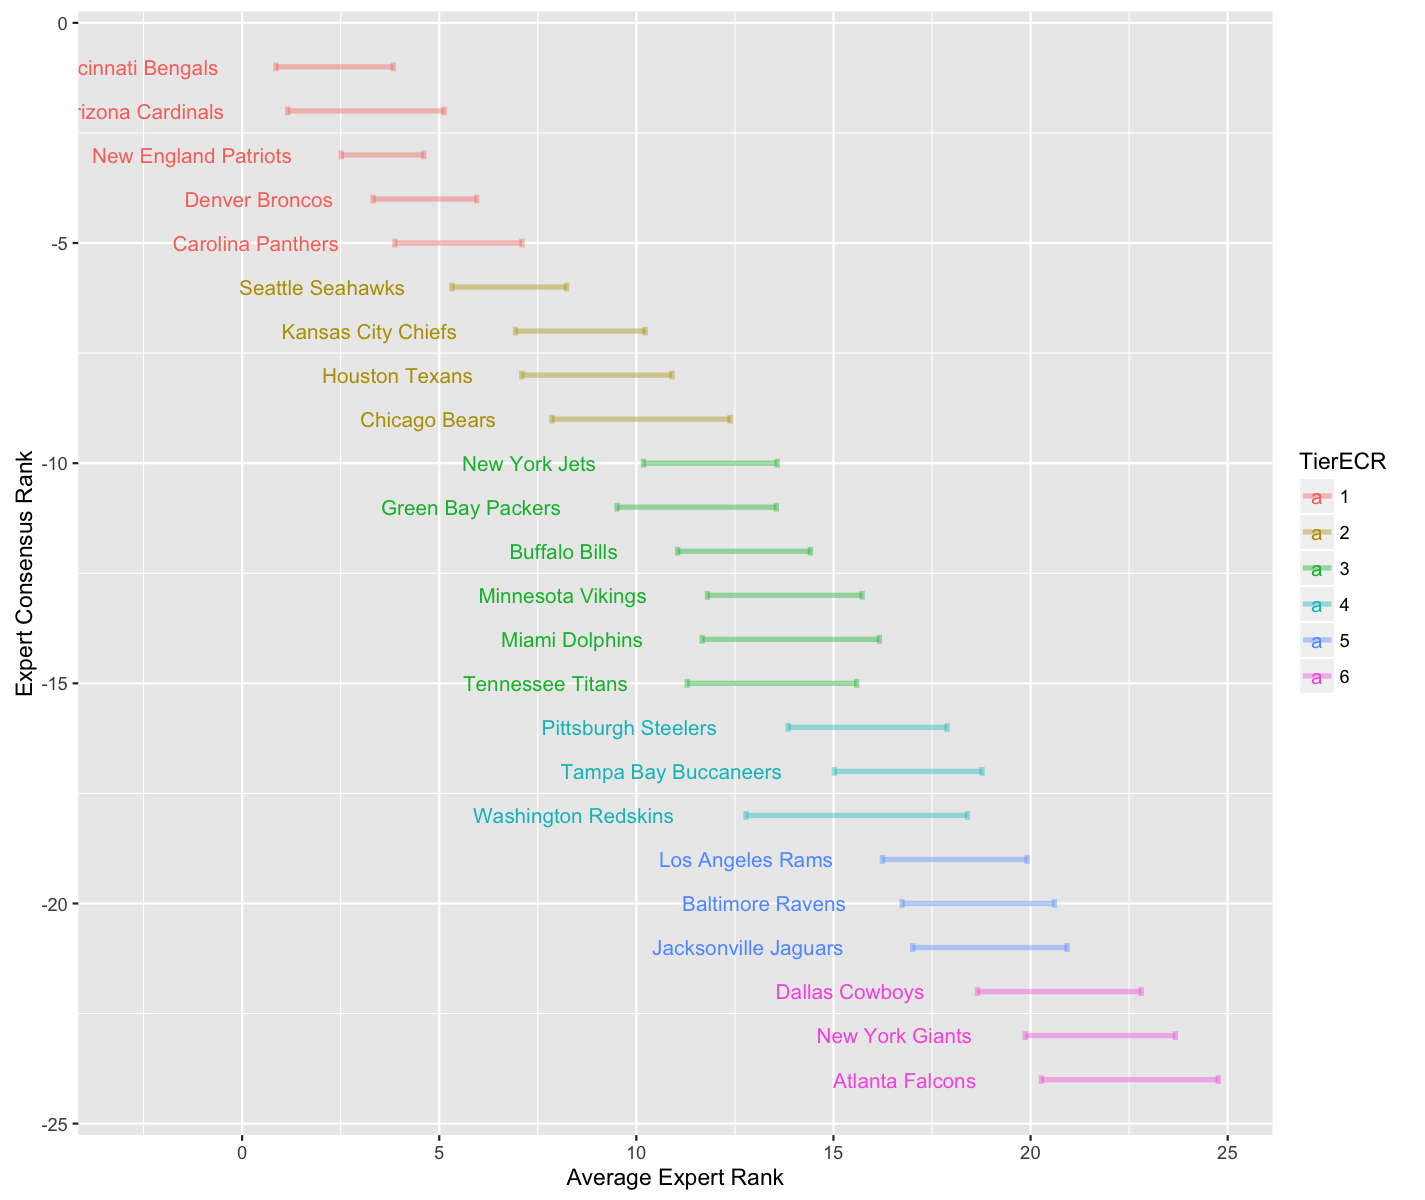 0
cinnati Bengals
rizona Cardinals
New England Patriots
Denver Broncos
-5
Carolina Panthers
Seattle Seahawks
Kansas City Chiefs
Houston Texans
Chicago Bears
-10
New York Jets
Green Bay Packers
Buffalo Bills
Minnesota Vikings
Miami Dolphins
-15
Tennessee Titans
Pittsburgh Steelers
Tampa Bay Buccaneers
Washington Redskins
Los Angeles Rams
-20
Baltimore Ravens
Jacksonville Jaguars
Dallas Cowboys
New York Giants
Atlanta Falcons
-25
Expert Consensus Rank
0 5 10 15 20 25
Average Expert Rank
TierECR
a 1
a 2
a 3
a 4
a 5
a 6